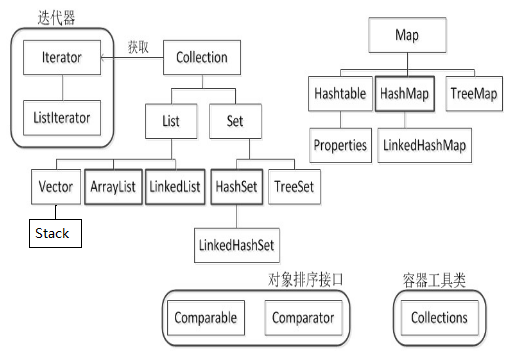 迭代器
Iterator
获取
Collection
Map
ListIterator
List
Set
Hashtable
HashMap
TreeMap
Properties
LinkedHashMap
Vector
ArrayList
LinkedList
HashSet
TreeSet
Stack
LinkedHashSet
对象排序接口
容器工具类
Comparable
Comparator
Collections